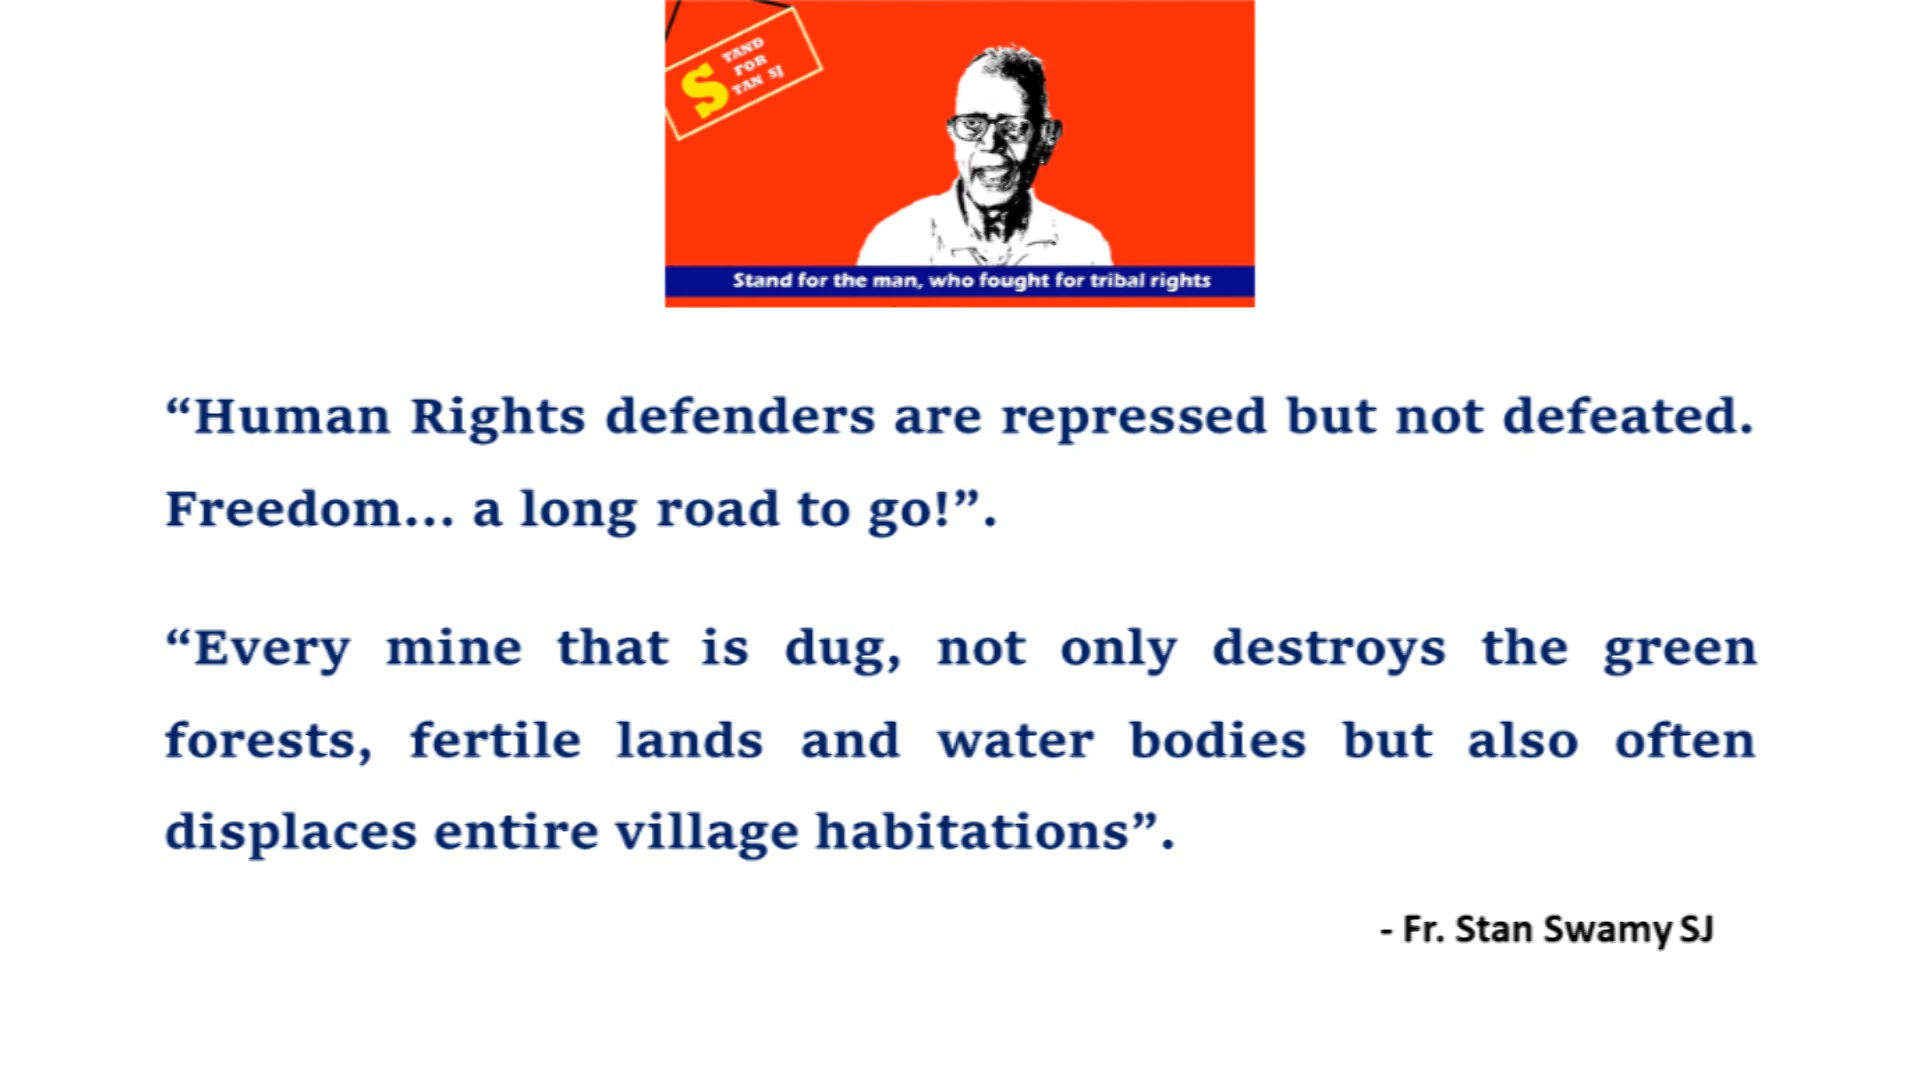 STAND
FOR
STAN SJ
Stand for the man, who fought for tribal rights
“Human Rights defenders are repressed but not defeated.
Freedom... a long road to go!”.
“Every mine that is dug, not only destroys the green
forests, fertile lands and water bodies but also often
displaces entire village habitations”.
- Fr. Stan Swamy SJ